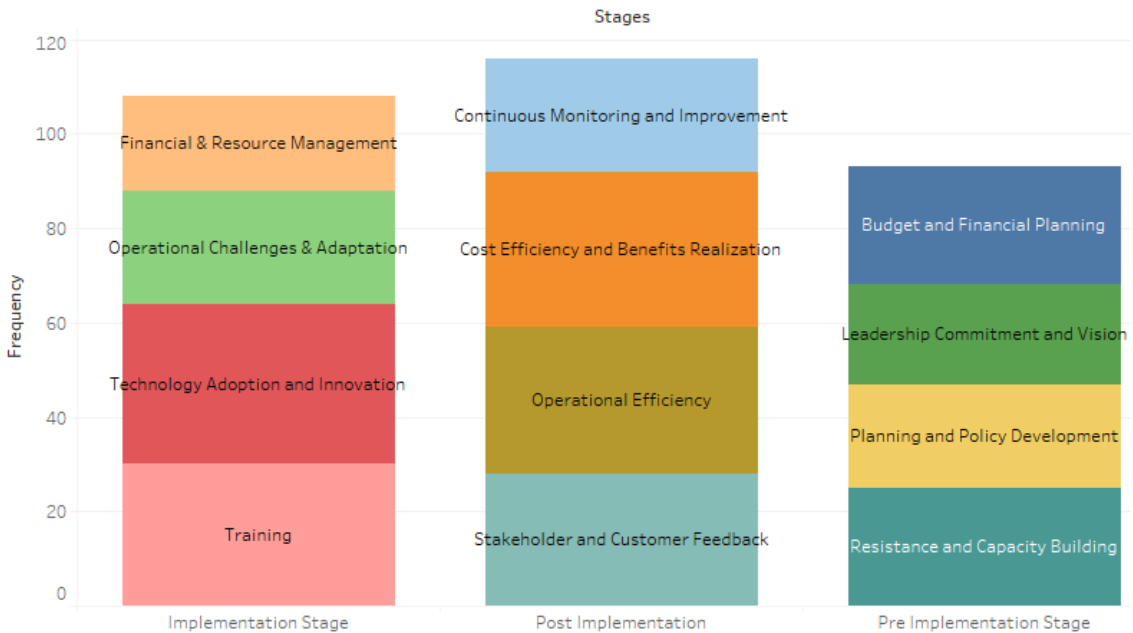 Stages
120
100
80
60
40
20
0
Frequency
Financial & Resource Management
Operational Challenges & Adaptation
Technology Adoption and Innovation
Training
Continuous Monitoring and Improvement
Cost Efficiency and Benefits Realization
Operational Efficiency
Stakeholder and Customer Feedback
Budget and Financial Planning
Leadership Commitment and Vision
Planning and Policy Development
Resistance and Capacity Building
Implementation Stage
Post Implementation
Pre Implementation Stage